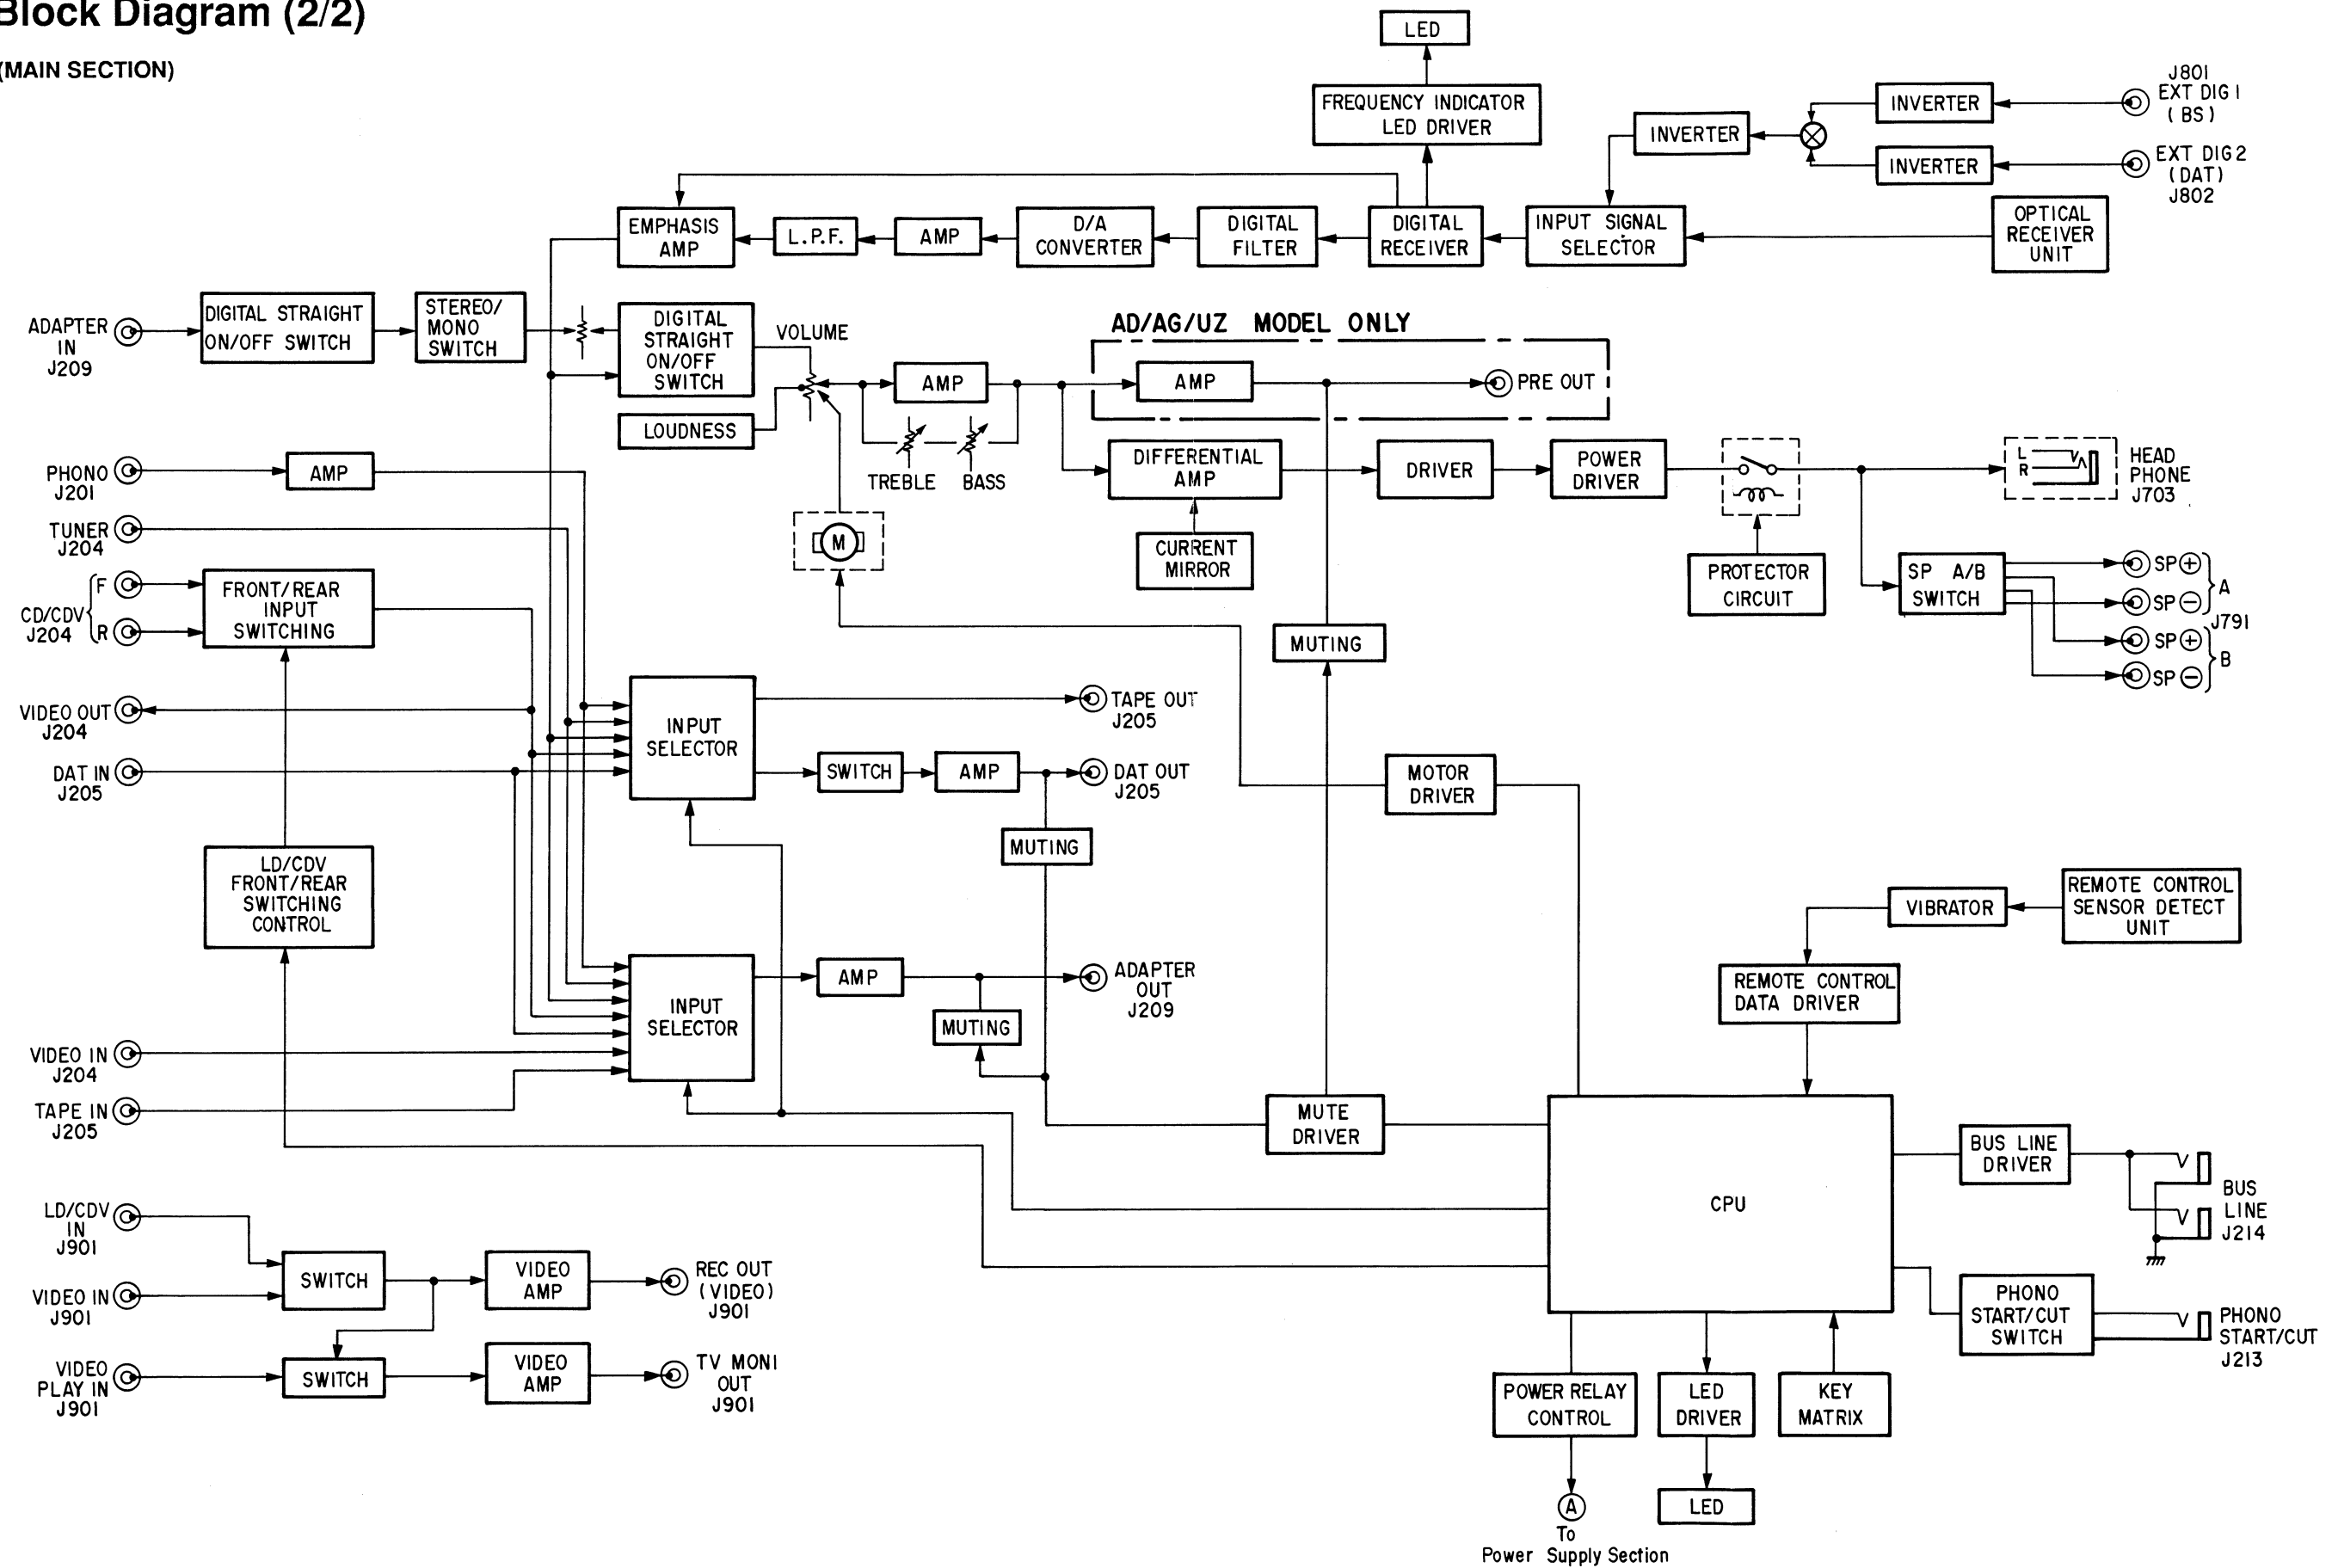 Block Diagram (2/2)
(MAIN SECTION)
LED
FREQUENCY INDICATOR
LED DRIVER
INVERTER
INVERTER
INVERTER
J801
EXT DIG 1
(BS)
EXT DIG2
(DAT)
J802
EMPHASIS
AMP
L.P.F.
AMP
D/A
CONVERTER
DIGITAL
FILTER
DIGITAL
RECEIVER
INPUT SIGNAL
SELECTOR
OPTICAL
RECEIVER
UNIT
ADAPTER
IN
J209
DIGITAL STRAIGHT
ON/OFF SWITCH
STEREO/
MONO
SWITCH
DIGITAL
STRAIGHT
ON/OFF
SWITCH
VOLUME
LOUDNESS
AMP
TREBLE
BASS
AD/AG/UZ MODEL ONLY
AMP
PRE OUT
DIFFERENTIAL
AMP
DRIVER
POWER
DRIVER
L
R
HEAD
PHONE
J703
PHONO
J201
AMP
TUNER
J204
M
CURRENT
MIRROR
PROTECTOR
CIRCUIT
SP A/B
SWITCH
SP +
SP −
A
J791
SP +
SP −
B
CD/CDV
J204
F
R
FRONT/REAR
INPUT
SWITCHING
MUTING
VIDEO OUT
J204
DAT IN
J205
INPUT
SELECTOR
TAPE OUT
J205
SWITCH
AMP
DAT OUT
J205
MUTING
MOTOR
DRIVER
LD/CDV
FRONT/REAR
SWITCHING
CONTROL
VIBRATOR
REMOTE CONTROL
SENSOR DETECT
UNIT
REMOTE CONTROL
DATA DRIVER
INPUT
SELECTOR
AMP
ADAPTER
OUT
J209
MUTING
VIDEO IN
J204
TAPE IN
J205
MUTE
DRIVER
CPU
BUS LINE
DRIVER
BUS
LINE
J214
LD/CDV
IN
J901
VIDEO IN
J901
SWITCH
VIDEO
AMP
REC OUT
(VIDEO)
J901
VIDEO
PLAY IN
J901
SWITCH
VIDEO
AMP
TV MONI
OUT
J901
PHONO
START/CUT
SWITCH
PHONO
START/CUT
J213
POWER RELAY
CONTROL
LED
DRIVER
KEY
MATRIX
A
To
Power Supply Section
LED